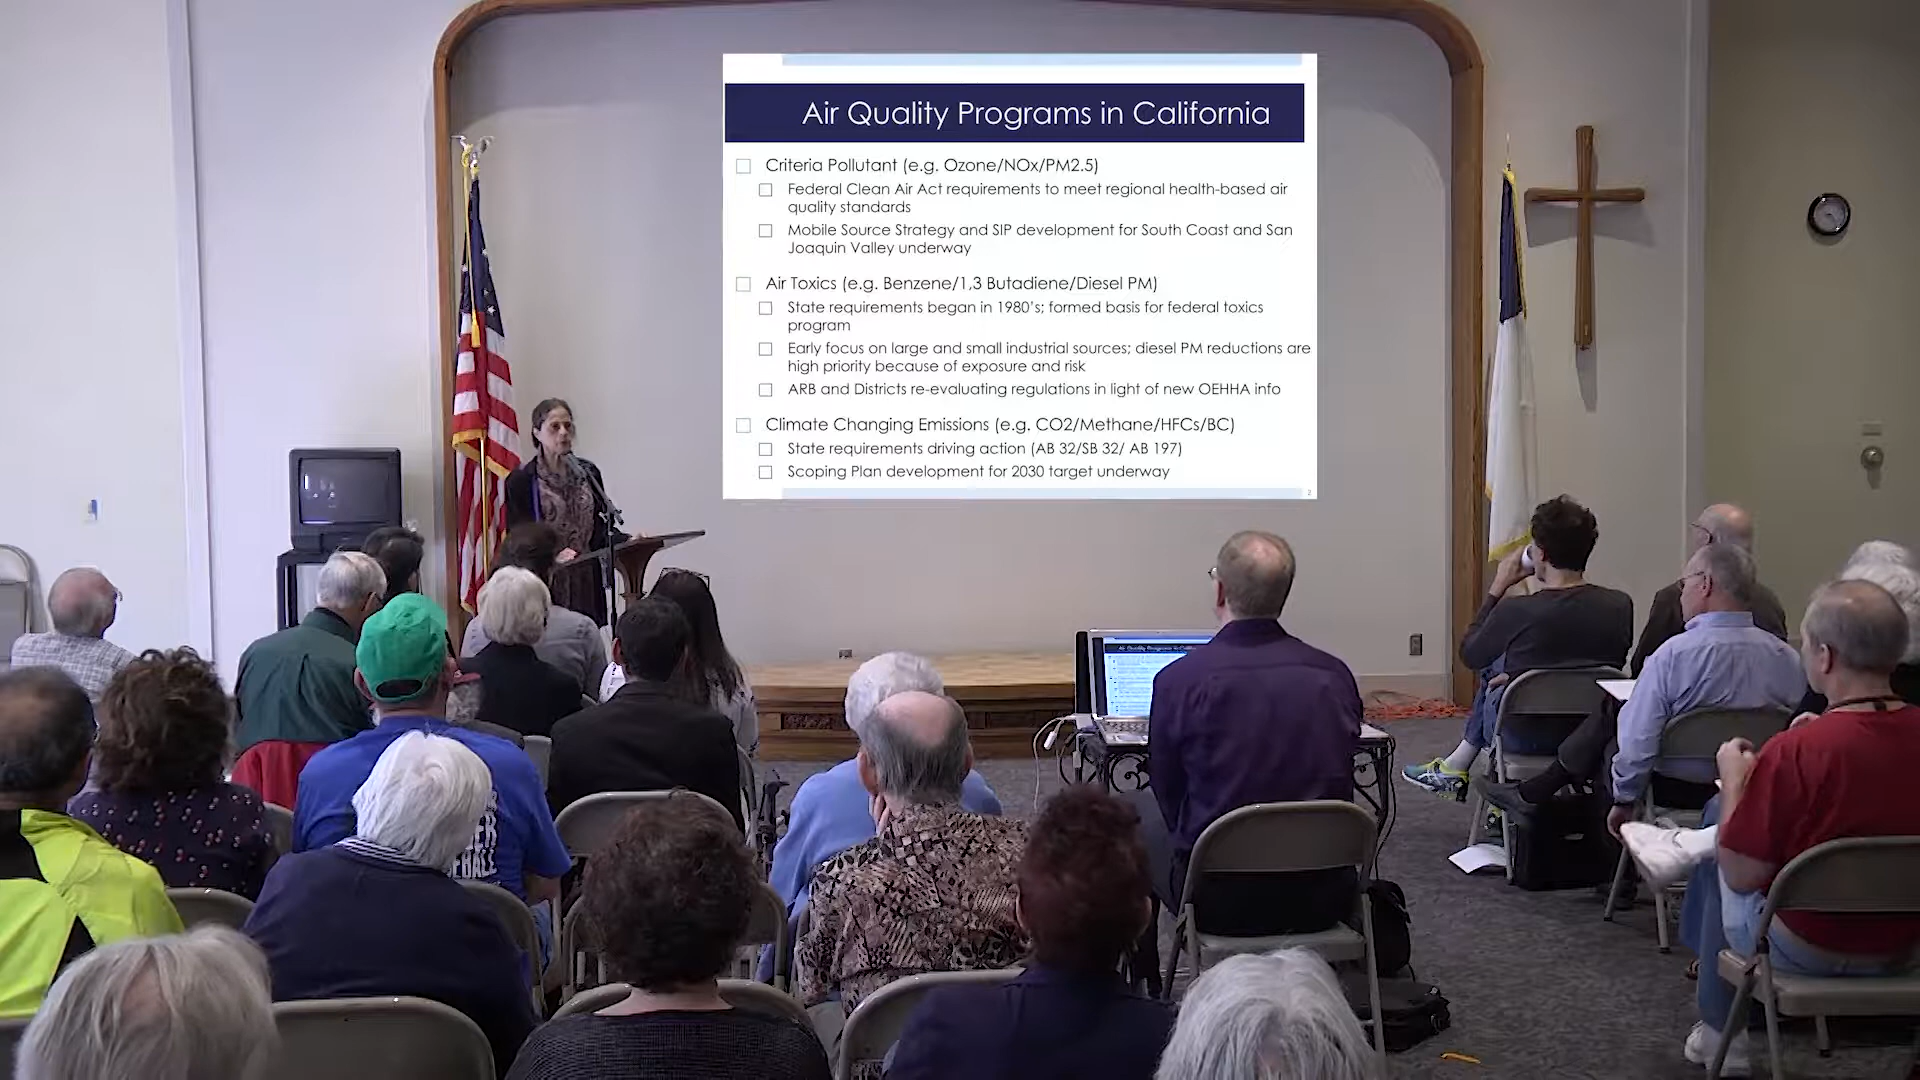 Air Quality Programs in California
Criteria Pollutant (e.g. Ozone/NOx/PM2.5)
Federal Clean Air Act requirements to meet regional health-based air
quality standards
Mobile Source Strategy and SIP development for South Coast and San
Joaquin Valley underway
Air Toxics (e.g. Benzene/1,3 Butadiene/Diesel PM)
State requirements began in 1980's; formed basis for federal toxics
program
Early focus on large and small industrial sources; diesel PM reductions are
high priority because of exposure and risk
ARB and Districts re-evaluating regulations in light of new OEHHA info
Climate Changing Emissions (e.g. CO2/Methane/HFCs/BC)
State requirements driving action (AB 32/SB 32/ AB 197)
Scoping Plan development for 2030 target underway
2
Air Quality Programs in